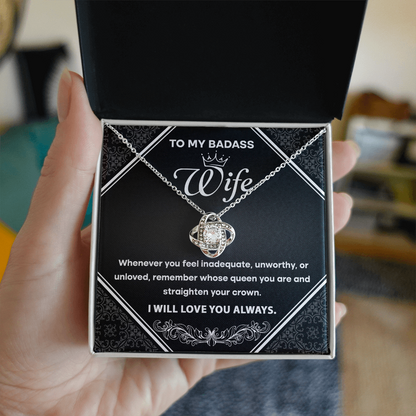 TO MY BADASS
Wife
Whenever you feel inadequate, unworthy, or
unloved, remember whose queen you are and
straighten your crown.
I WILL LOVE YOU ALWAYS.